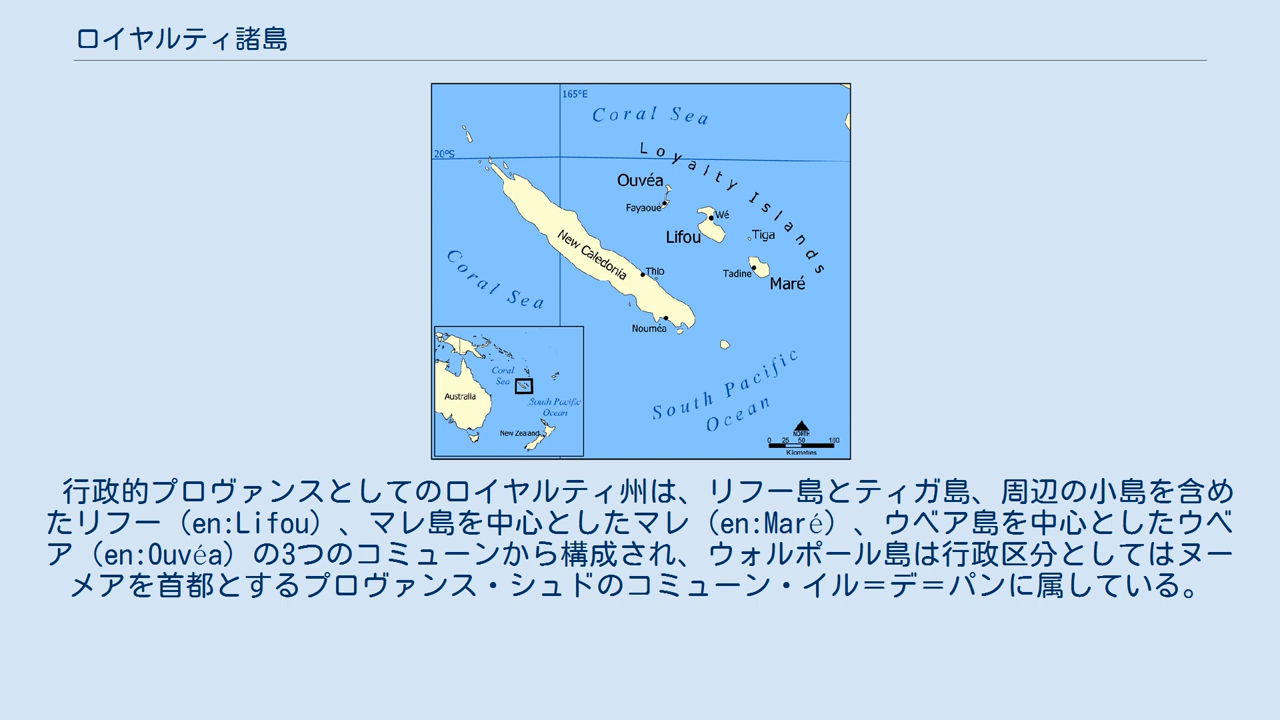 ロイヤルティ諸島
165°E
Coral Sea
20°S
Loyalty Islands
Ouvéa
Fayaoue
Wé
Lifou
Tiga
New Caledonia
Coral Sea
Thio
Tadine
Maré
Nouméa
Coral
Sea
Australia
South Pacific
Ocean
New Zealand
South Pacific
Ocean
NORTH
0 25 50 100
Kilometres
行政的プロヴァンスとしてのロイヤルティ州は、リフー島とティガ島、周辺の小島を含め
たリフー（en:Lifou）、マレ島を中心としたマレ（en:Maré）、ウベア島を中心としたウベ
ア（en:Ouvéa）の3つのコミューンから構成され、ウォルポール島は行政区分としてはヌー
メアを首都とするプロヴァンス・シュドのコミューン・イル＝デ＝パンに属している。